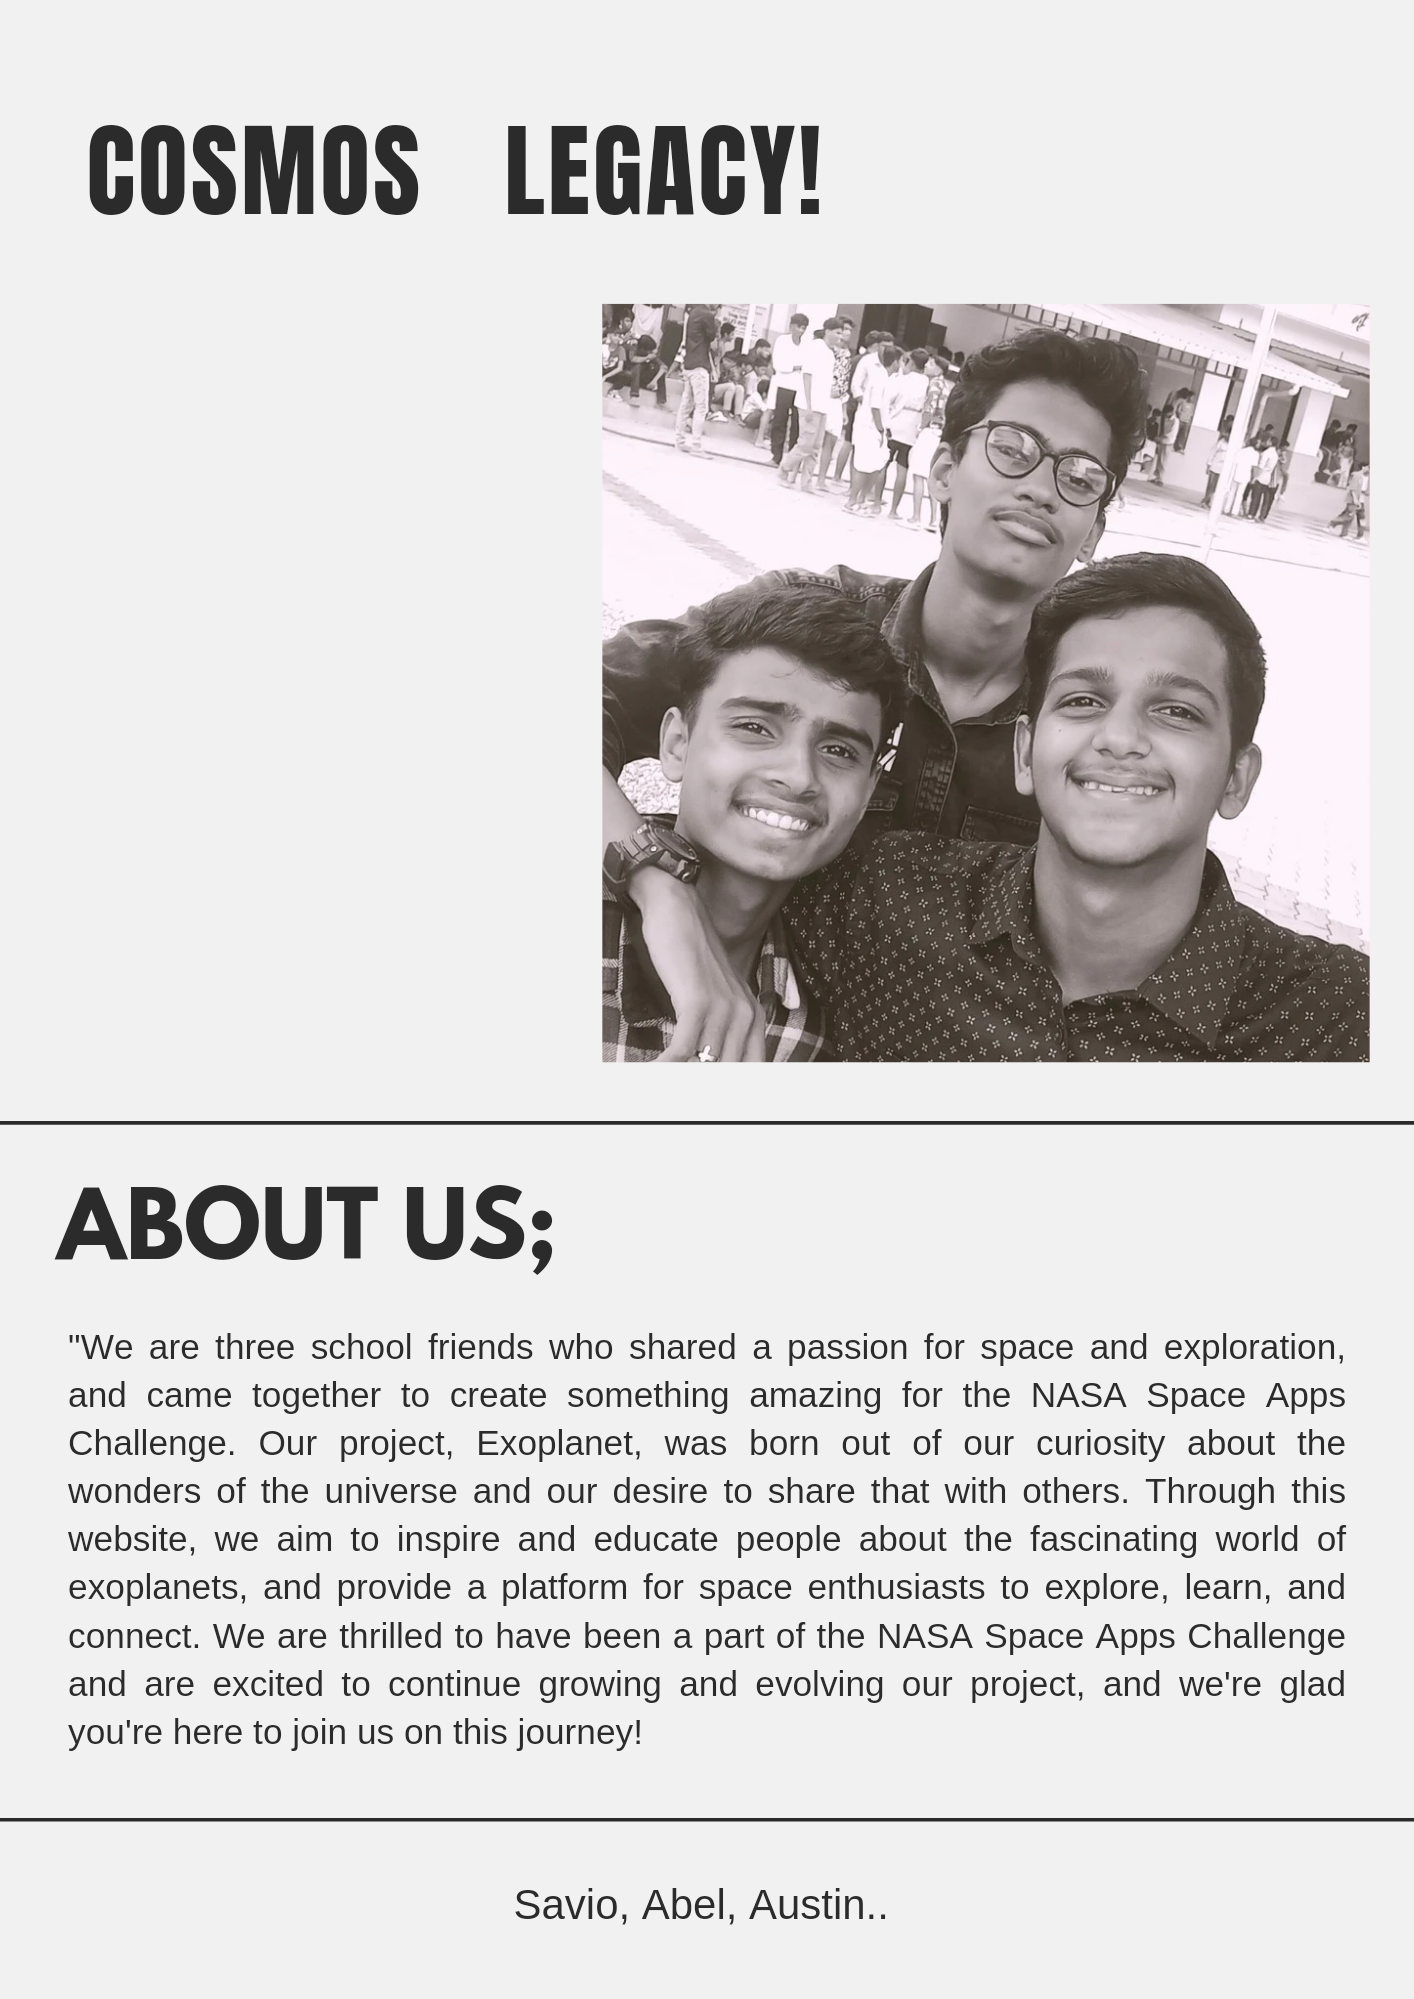 COSMOS LEGACY!
ABOUT US;
"We are three school friends who shared a passion for space and exploration,
and came together to create something amazing for the NASA Space Apps
Challenge. Our project, Exoplanet, was born out of our curiosity about the
wonders of the universe and our desire to share that with others. Through this
website, we aim to inspire and educate people about the fascinating world of
exoplanets, and provide a platform for space enthusiasts to explore, learn, and
connect. We are thrilled to have been a part of the NASA Space Apps Challenge
and are excited to continue growing and evolving our project, and we're glad
you're here to join us on this journey!
Savio, Abel, Austin..